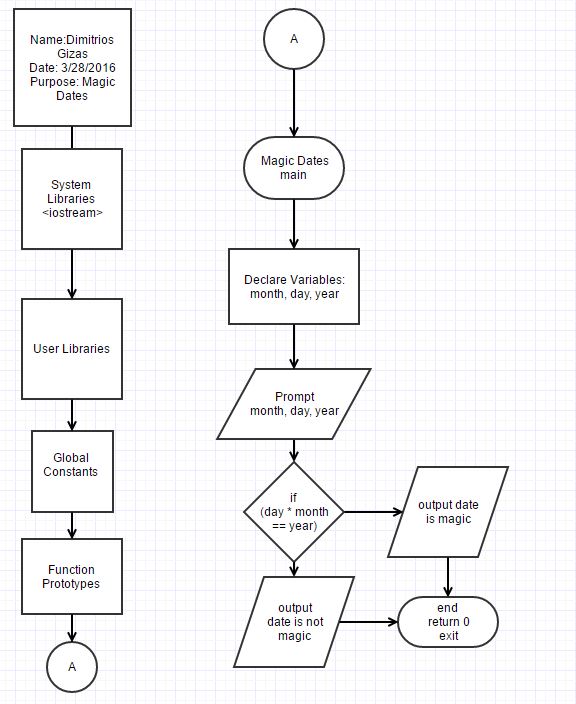 Name:Dimitrios
Gizas
Date: 3/28/2016
Purpose: Magic
Dates
System
Libraries
<iostream>
User Libraries
Global
Constants
Function
Prototypes
A
A
Magic Dates
main
Declare Variables:
month, day, year
Prompt
month, day, year
if
(day * month
== year)
output date
is magic
output
date is not
magic
end
return 0
exit